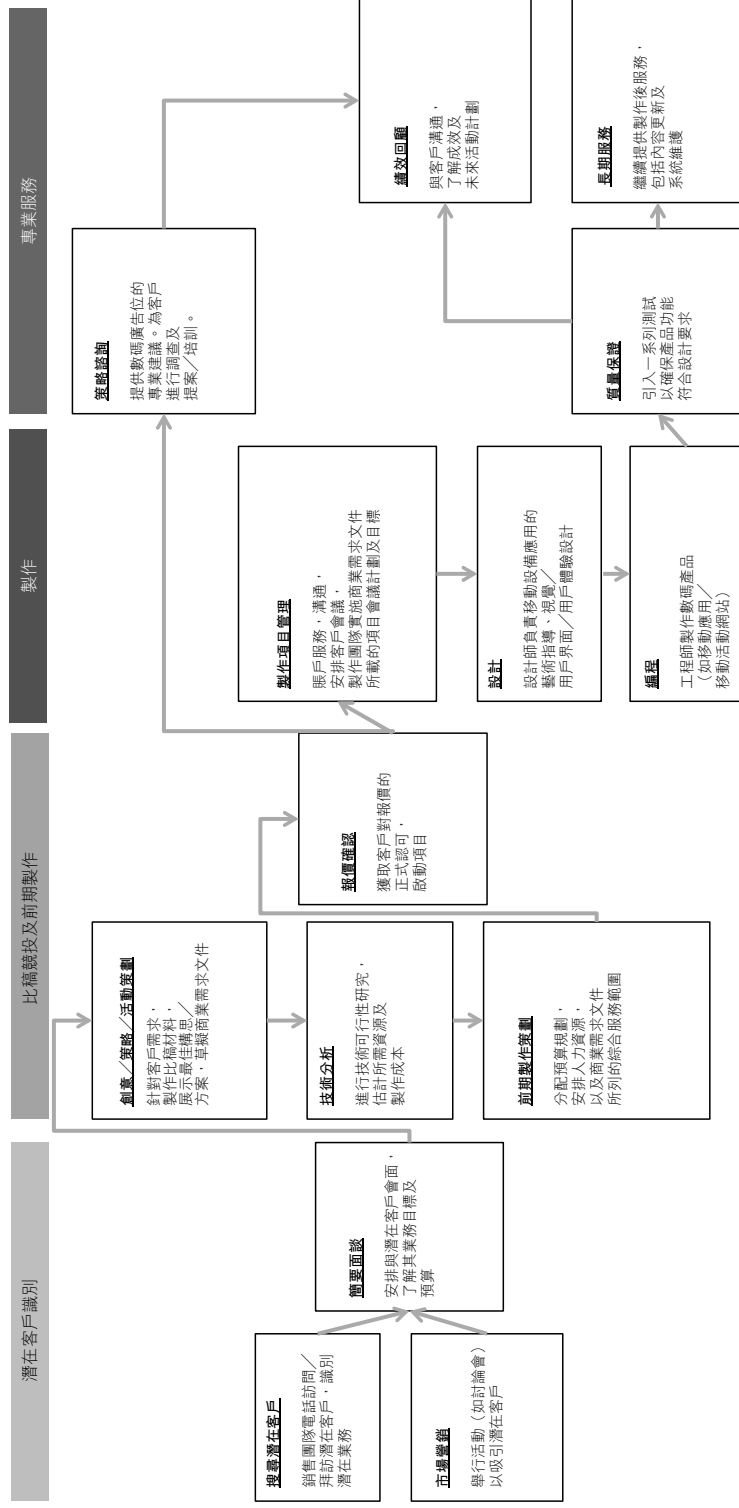 潛在客戶識別
比稿競投及前期製作
製作
專業服務
搜尋潛在客戶
銷售團隊電話訪問／
拜訪潛在客戶，識別
潛在業務
市場營銷
舉行活動（如討論會）
以吸引潛在客戶
簡要面談
安排與潛在客戶會面，
了解其業務目標及
預算
創意／策略／活動策劃
針對客戶需求，
製作比稿材料，
展示最佳構思／
方案，草擬商業需求文件
技術分析
進行技術可行性研究，
估計所需資源及
製作成本
前期製作策劃
分配預算規劃，
安排人力資源，
以及商業需求文件
所列的綜合服務範圍
報價確認
獲取客戶對報價的
正式認可，
啟動項目
製作項目管理
賬戶服務，溝通，
安排客戶會議，
製作團隊實施商業需求文件
所載的項目會議計劃及目標
設計
設計師負責移動設備應用的
藝術指導、視覺／
用戶界面／用戶體驗設計
編程
工程師製作數碼產品
（如移動應用／
移動活動網站）
策略諮詢
提供數碼廣告位的
專業建議。為客戶
進行調查及
提案／培訓。
質量保證
引入一系列測試
以確保產品功能
符合設計要求
績效回顧
與客戶溝通，
了解成效及
未來活動計劃
長期服務
繼續提供製作後服務，
包括內容更新及
系統維護